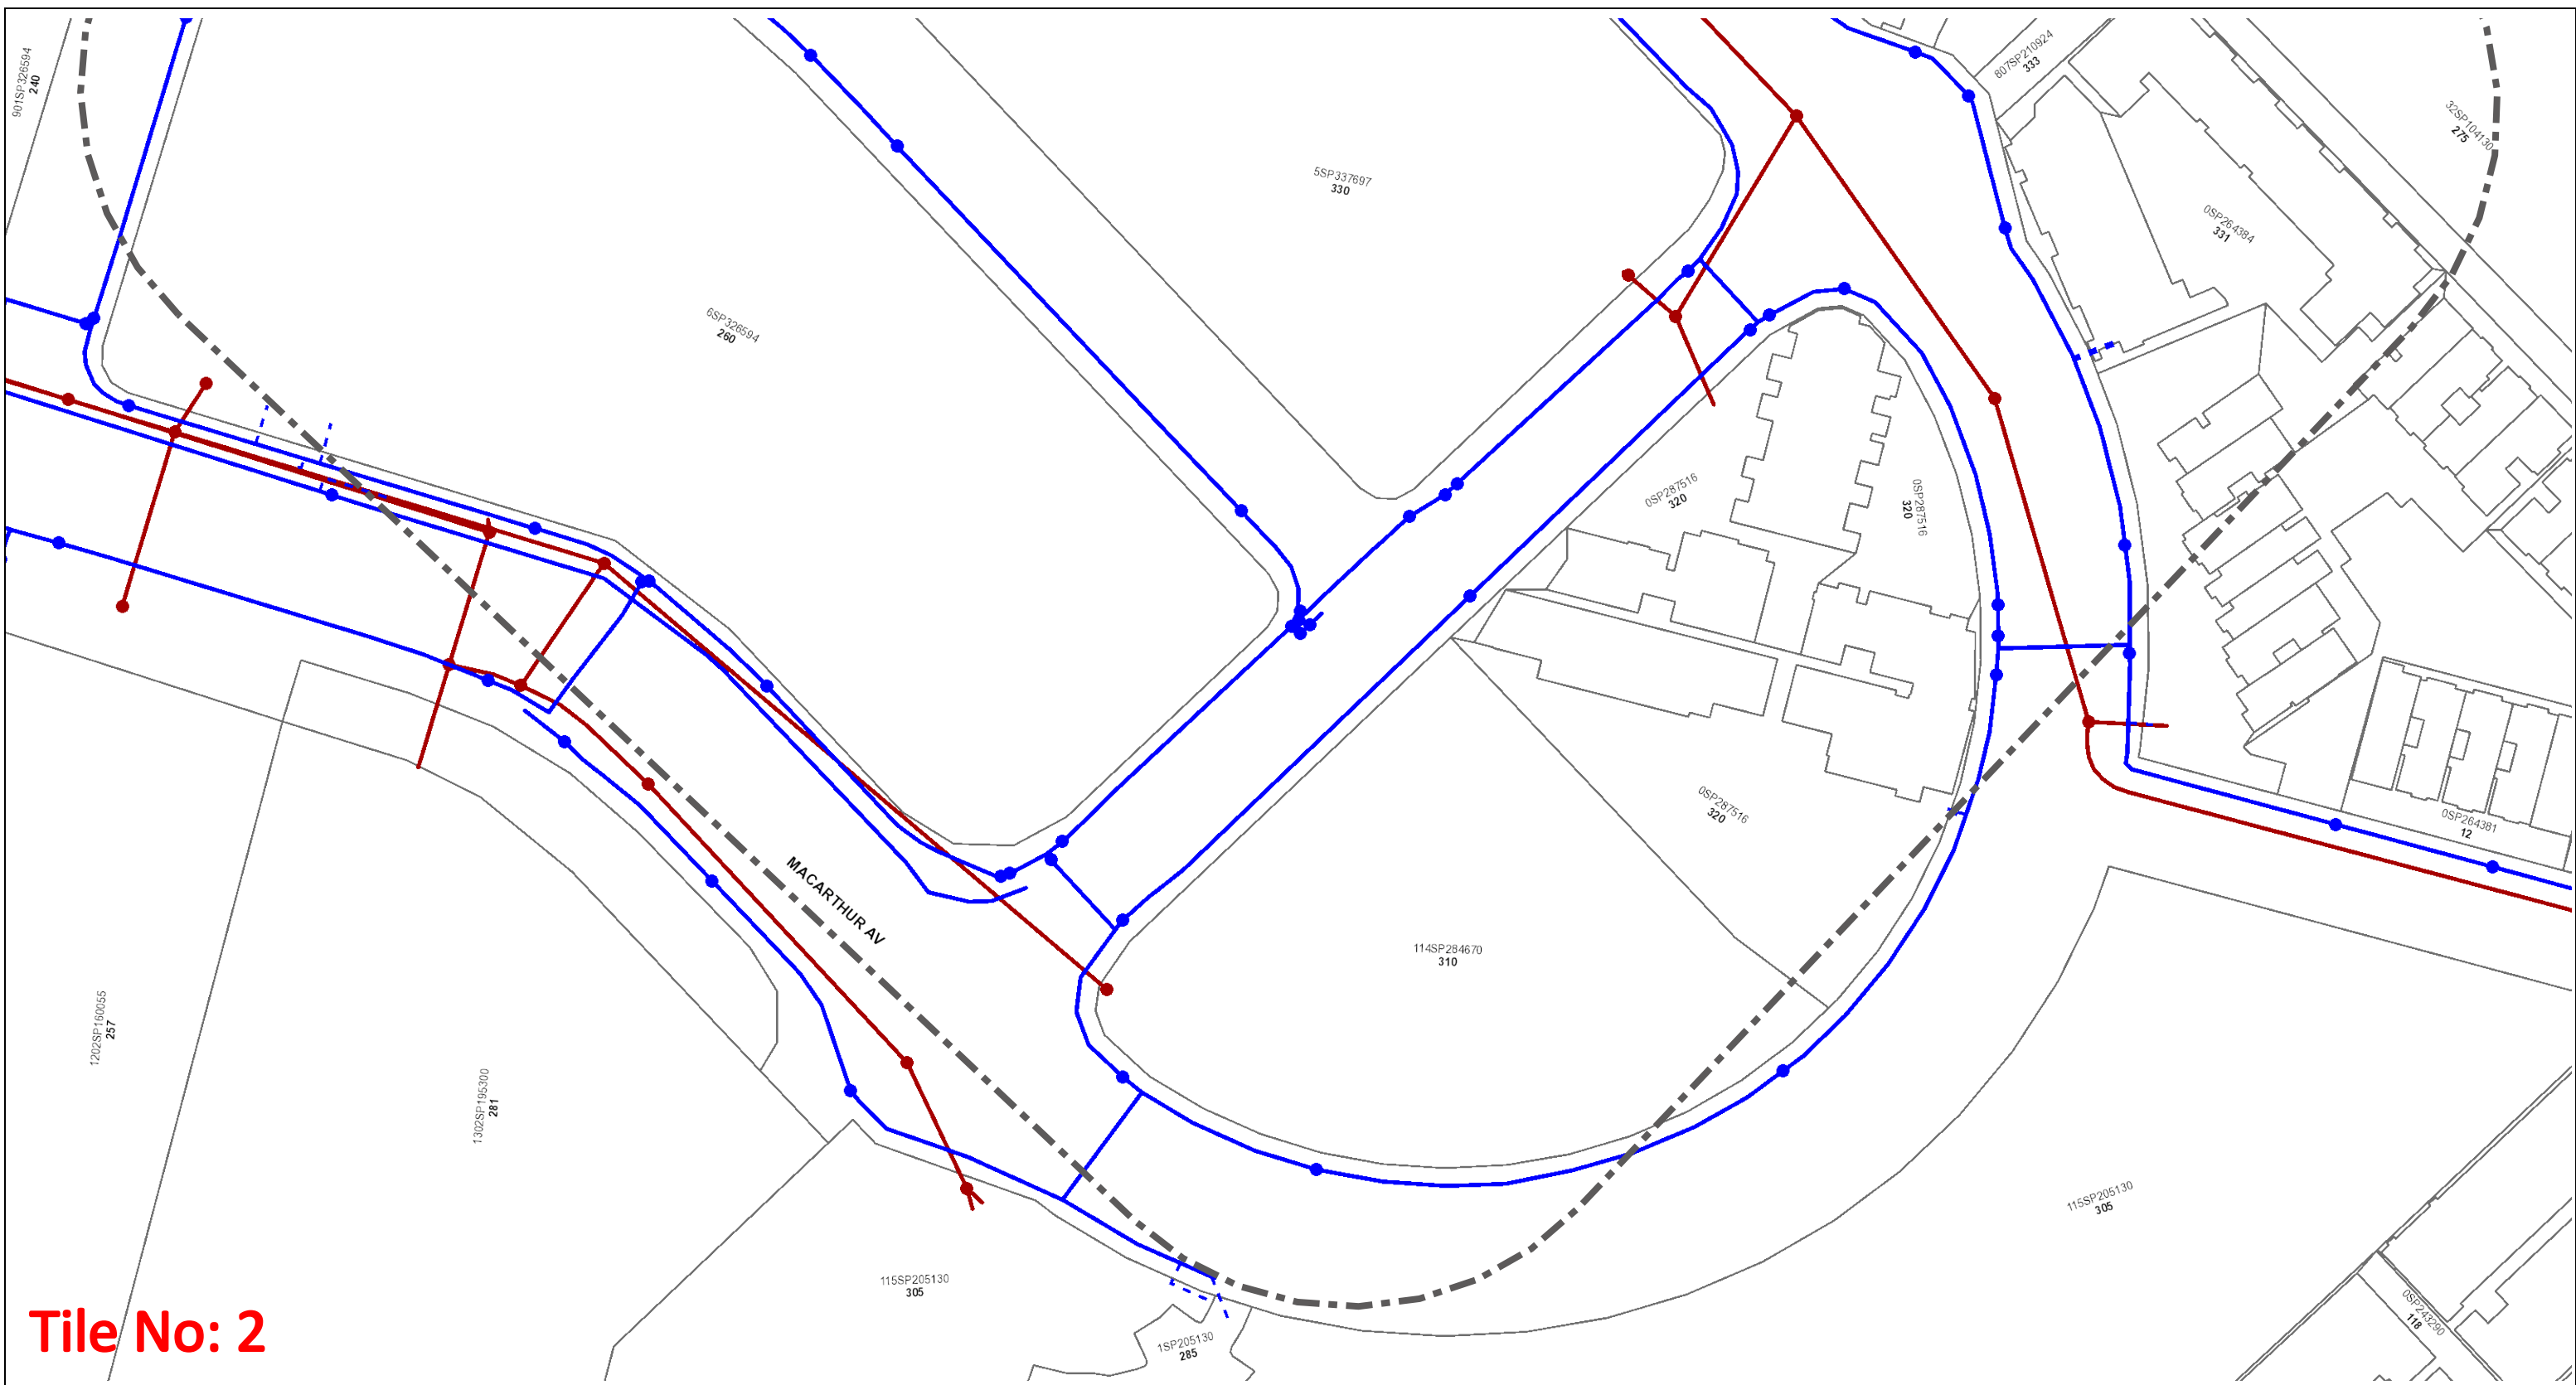 901SP326594
240
807SP210924
333
32SP104130
275
5SP337697
330
0SP264384
331
6SP326594
260
0SP287516
320
0SP287516
320
0SP287516
320
0SP264381
12
MACARTHUR AV
114SP284670
310
1202SP160055
257
1302SP195300
281
115SP205130
305
115SP205130
305
1SP205130
285
0SP243290
118
Tile No: 2